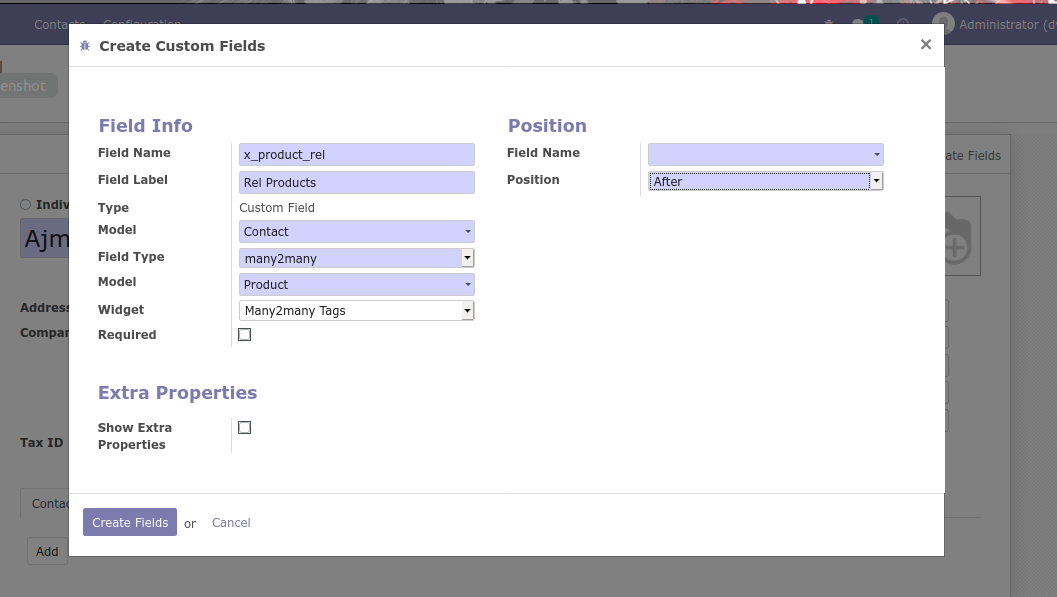 Contacts Configuration
1
Administrator (d
Create Custom Fields
×
enshot
Field Info
Field Name
x_product_rel
Field Label
Rel Products
Type
Custom Field
Model
Contact
Field Type
many2many
Model
Product
Widget
Many2many Tags
Required
Position
Field Name
Position
After
Extra Properties
Show Extra
Properties
Create Fields or Cancel
ate Fields
Indiv
Ajm
Address
Compan
Tax ID
Contac
Add